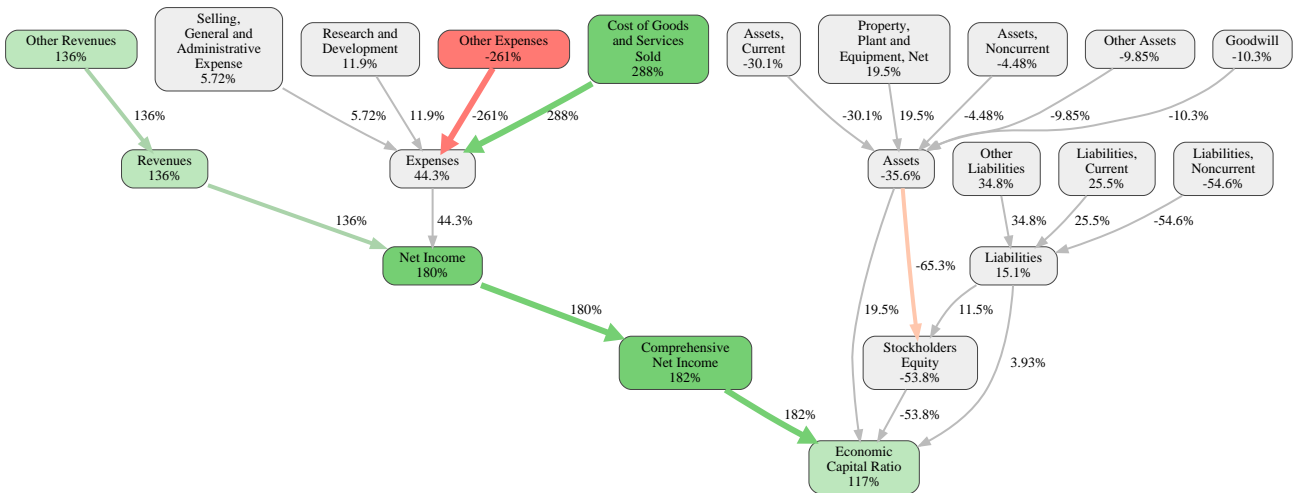 Other Revenues
136%
Selling,
General and
Administrative
Expense
5.72%
Research and
Development
11.9%
Other Expenses
-261%
Cost of Goods
and Services
Sold
288%
Assets,
Current
-30.1%
Property,
Plant and
Equipment, Net
19.5%
Assets,
Noncurrent
-4.48%
Other Assets
-9.85%
Goodwill
-10.3%
136%
5.72%
11.9%
-261%
288%
-30.1%
19.5%
-4.48%
-9.85%
-10.3%
Revenues
136%
Expenses
44.3%
Assets
-35.6%
Other
Liabilities
34.8%
Liabilities,
Current
25.5%
Liabilities,
Noncurrent
-54.6%
136%
44.3%
34.8%
25.5%
-54.6%
Net Income
180%
-65.3%
Liabilities
15.1%
180%
19.5%
11.5%
Comprehensive
Net Income
182%
Stockholders
Equity
-53.8%
3.93%
182%
-53.8%
Economic
Capital Ratio
117%